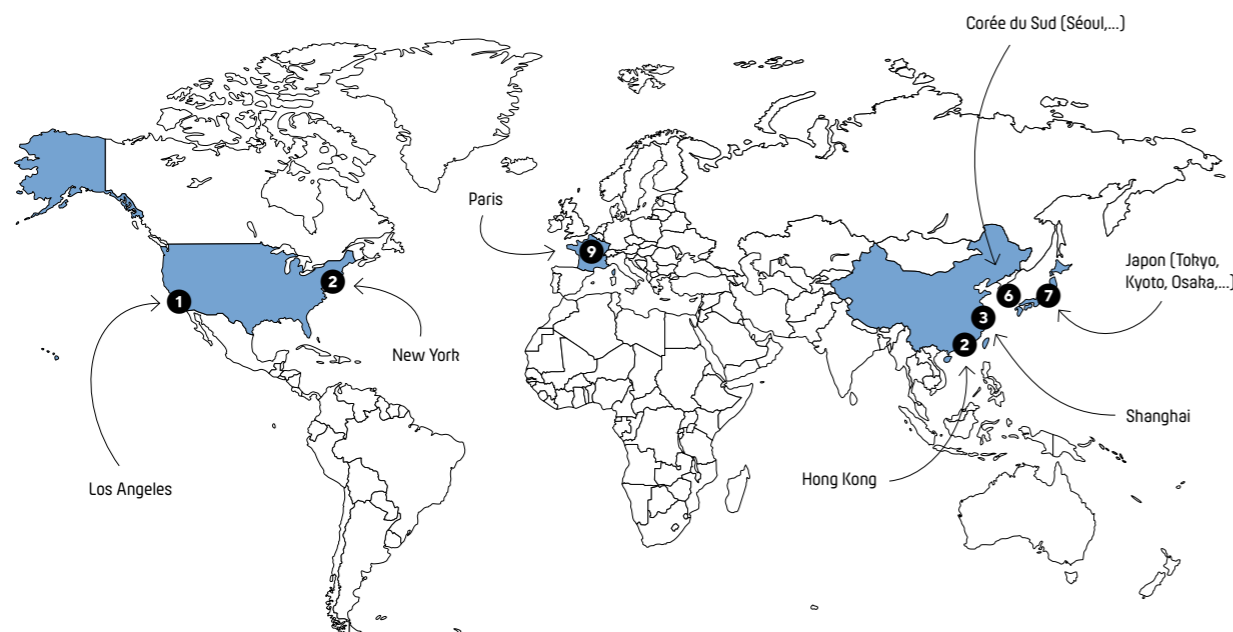 Corée du Sud (Séoul,...)
Paris
9
Japon (Tokyo,
Kyoto, Osaka,...)
1
2
6
7
3
2
New York
Shanghai
Hong Kong
Los Angeles